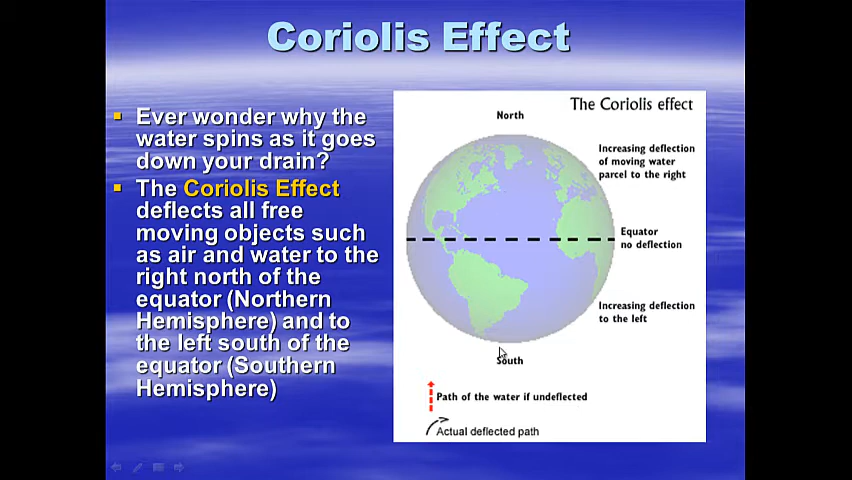 Coriolis Effect
Ever wonder why the
water spins as it goes
down your drain?
The Coriolis Effect
deflects all free
moving objects such
as air and water to the
right north of the
equator (Northern
Hemisphere) and to
the left south of the
equator (Southern
Hemisphere)
The Coriolis effect
North
Increasing deflection
of moving water
parcel to the right
Equator
no deflection
Increasing deflection
to the left
South
Path of the water if undeflected
Actual deflected path